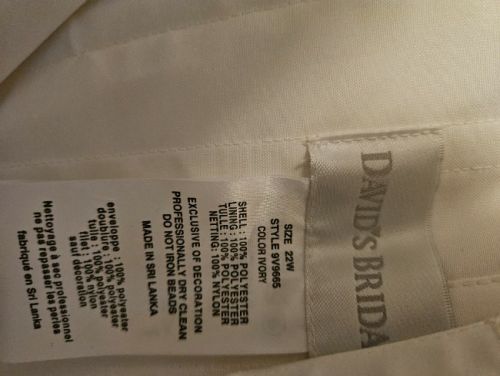 DAVID'S BRIDA
SIZE 22W
STYLE 9V9665
COLOR IVORY
SHELL : 100% POLYESTER
LINING : 100% POLYESTER
TULLE : 100% POLYESTER
NETTING: 100% NYLON
EXCLUSIVE OF DECORATION
PROFESSIONALLY DRY CLEAN
DO NOT IRON BEADS
MADE IN SRI LANKA
enveloppe : 100% polyester
doublure : 100% polyester
tulle : 100% polyester
filet : 100% nylon
sauf décoration
Nettoyage à sec professionnel
ne pas repasser les perles
fabriqué en Sri Lanka